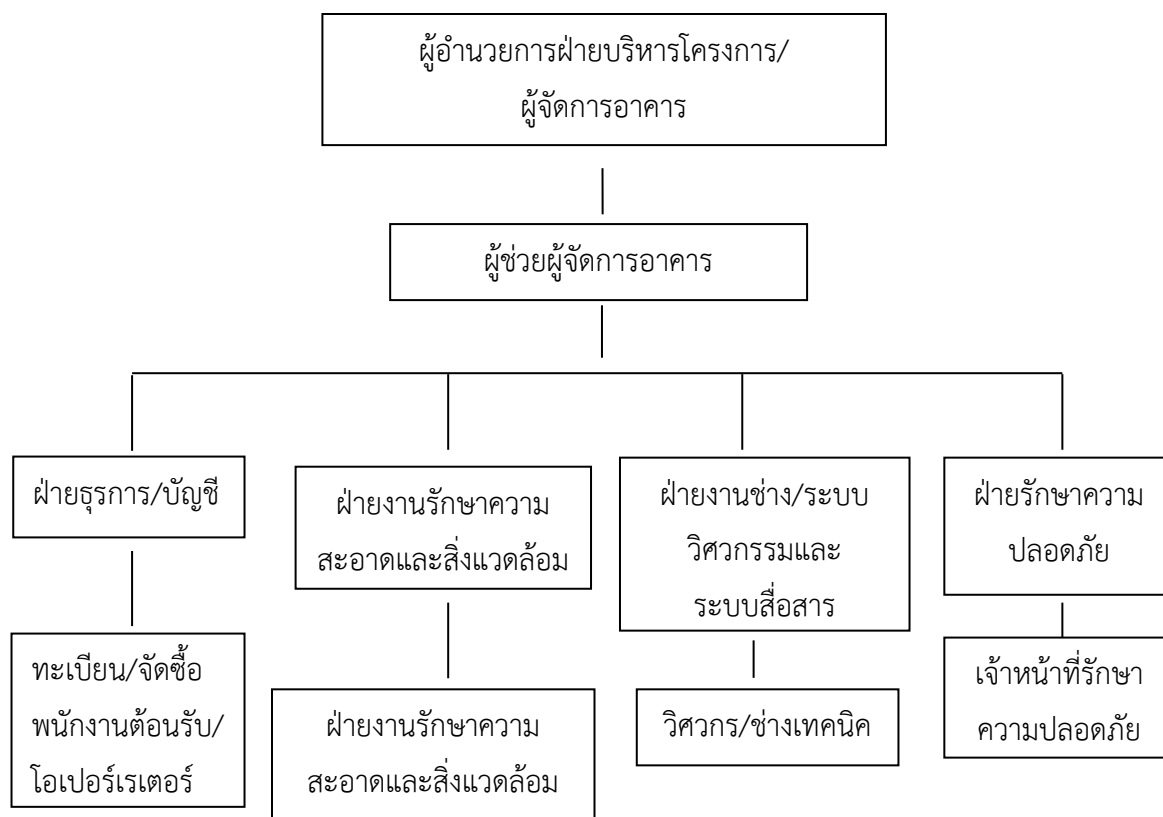 ผู้อำนวยการฝ่ายบริหารโครงการ/
ผู้จัดการอาคาร
ผู้ช่วยผู้จัดการอาคาร
ฝ่ายธุรการ/บัญชี
ฝ่ายงานรักษาความ
สะอาดและสิ่งแวดล้อม
ฝ่ายงานช่าง/ระบบ
วิศวกรรมและ
ระบบสื่อสาร
ฝ่ายรักษาความ
ปลอดภัย
ทะเบียน/จัดซื้อ
พนักงานต้อนรับ/
โอเปอร์เรเตอร์
ฝ่ายงานรักษาความ
สะอาดและสิ่งแวดล้อม
วิศวกร/ช่างเทคนิค
เจ้าหน้าที่รักษา
ความปลอดภัย